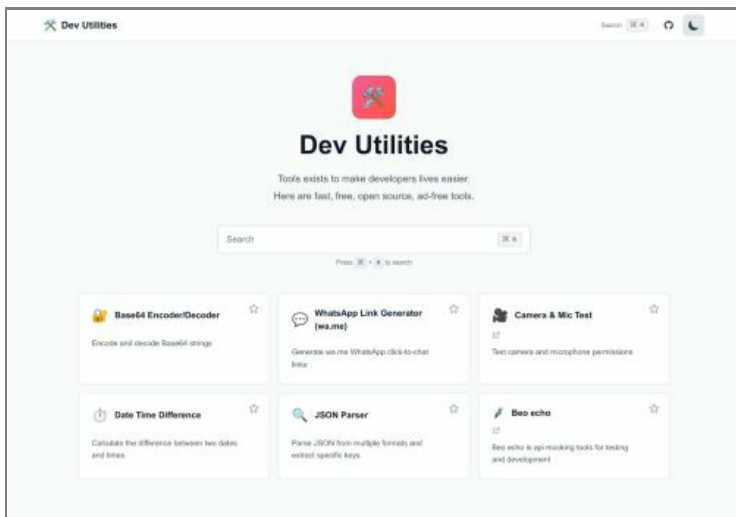 Dev Utilities
Search ⌘ K
Dev Utilities
Tools exists to make developers lives easier.
Here are fast, free, open source, ad-free tools.
Search
⌘ K
Press ⌘ + K to search
Base64 Encoder/Decoder
Encode and decode Base64 strings
WhatsApp Link Generator
(wa.me)
Generate wa.me WhatsApp click-to-chat
links
Camera & Mic Test
Test camera and microphone permissions
Date Time Difference
Calculate the difference between two dates
and times
JSON Parser
Parse JSON from multiple formats and
extract specific keys
Beo echo
Beo echo is api mocking tools for testing
and development